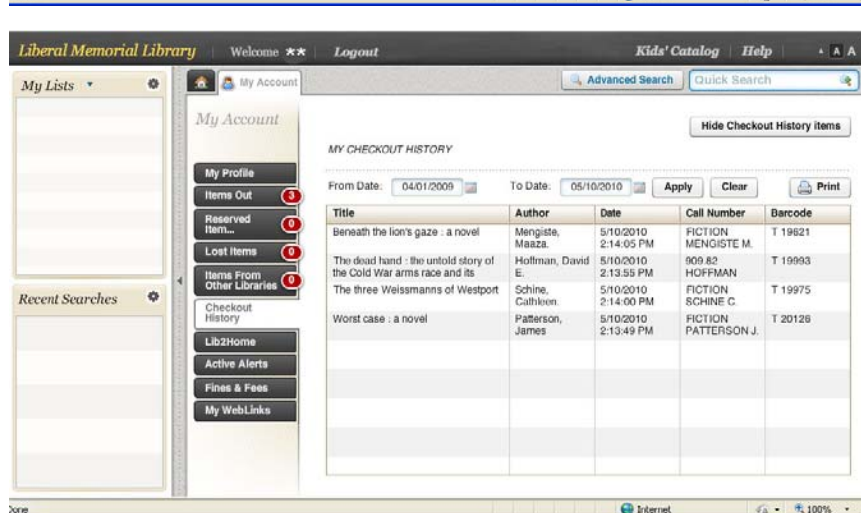 Liberal Memorial Library Welcome ** Logout Kids' Catalog Help A A A
My Lists
My Account
Advanced Search Quick Search
My Account
Hide Checkout History items
MY CHECKOUT HISTORY
My Profile
Items Out 3
Reserved Item... 0
Lost Items 0
Items From Other Libraries 0
Checkout History
Lib2Home
Active Alerts
Fines & Fees
My WebLinks
From Date: 04/01/2009 To Date: 05/10/2010 Apply Clear Print
Title Author Date Call Number Barcode
Beneath the lion's gaze : a novel Mengiste, Maaza. 5/10/2010 2:14:05 PM FICTION MENGISTE M. T 19621
The dead hand : the untold story of the Cold War arms race and its Hoffman, David E. 5/10/2010 2:13:55 PM 909.82 HOFFMAN T 19993
The three Weissmanns of Westport Schine, Cathleen. 5/10/2010 2:14:00 PM FICTION SCHINE C. T 19975
Worst case : a novel Patterson, James 5/10/2010 2:13:49 PM FICTION PATTERSON J. T 20126
Recent Searches
Done Internet 100%